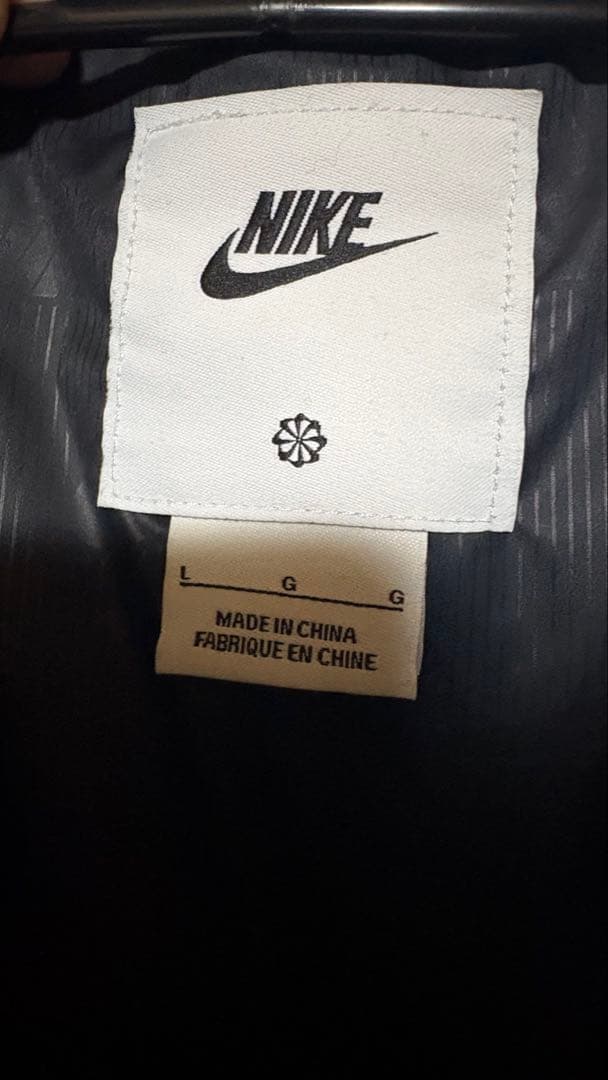 NIKE
L G G
MADE IN CHINA
FABRIQUE EN CHINE